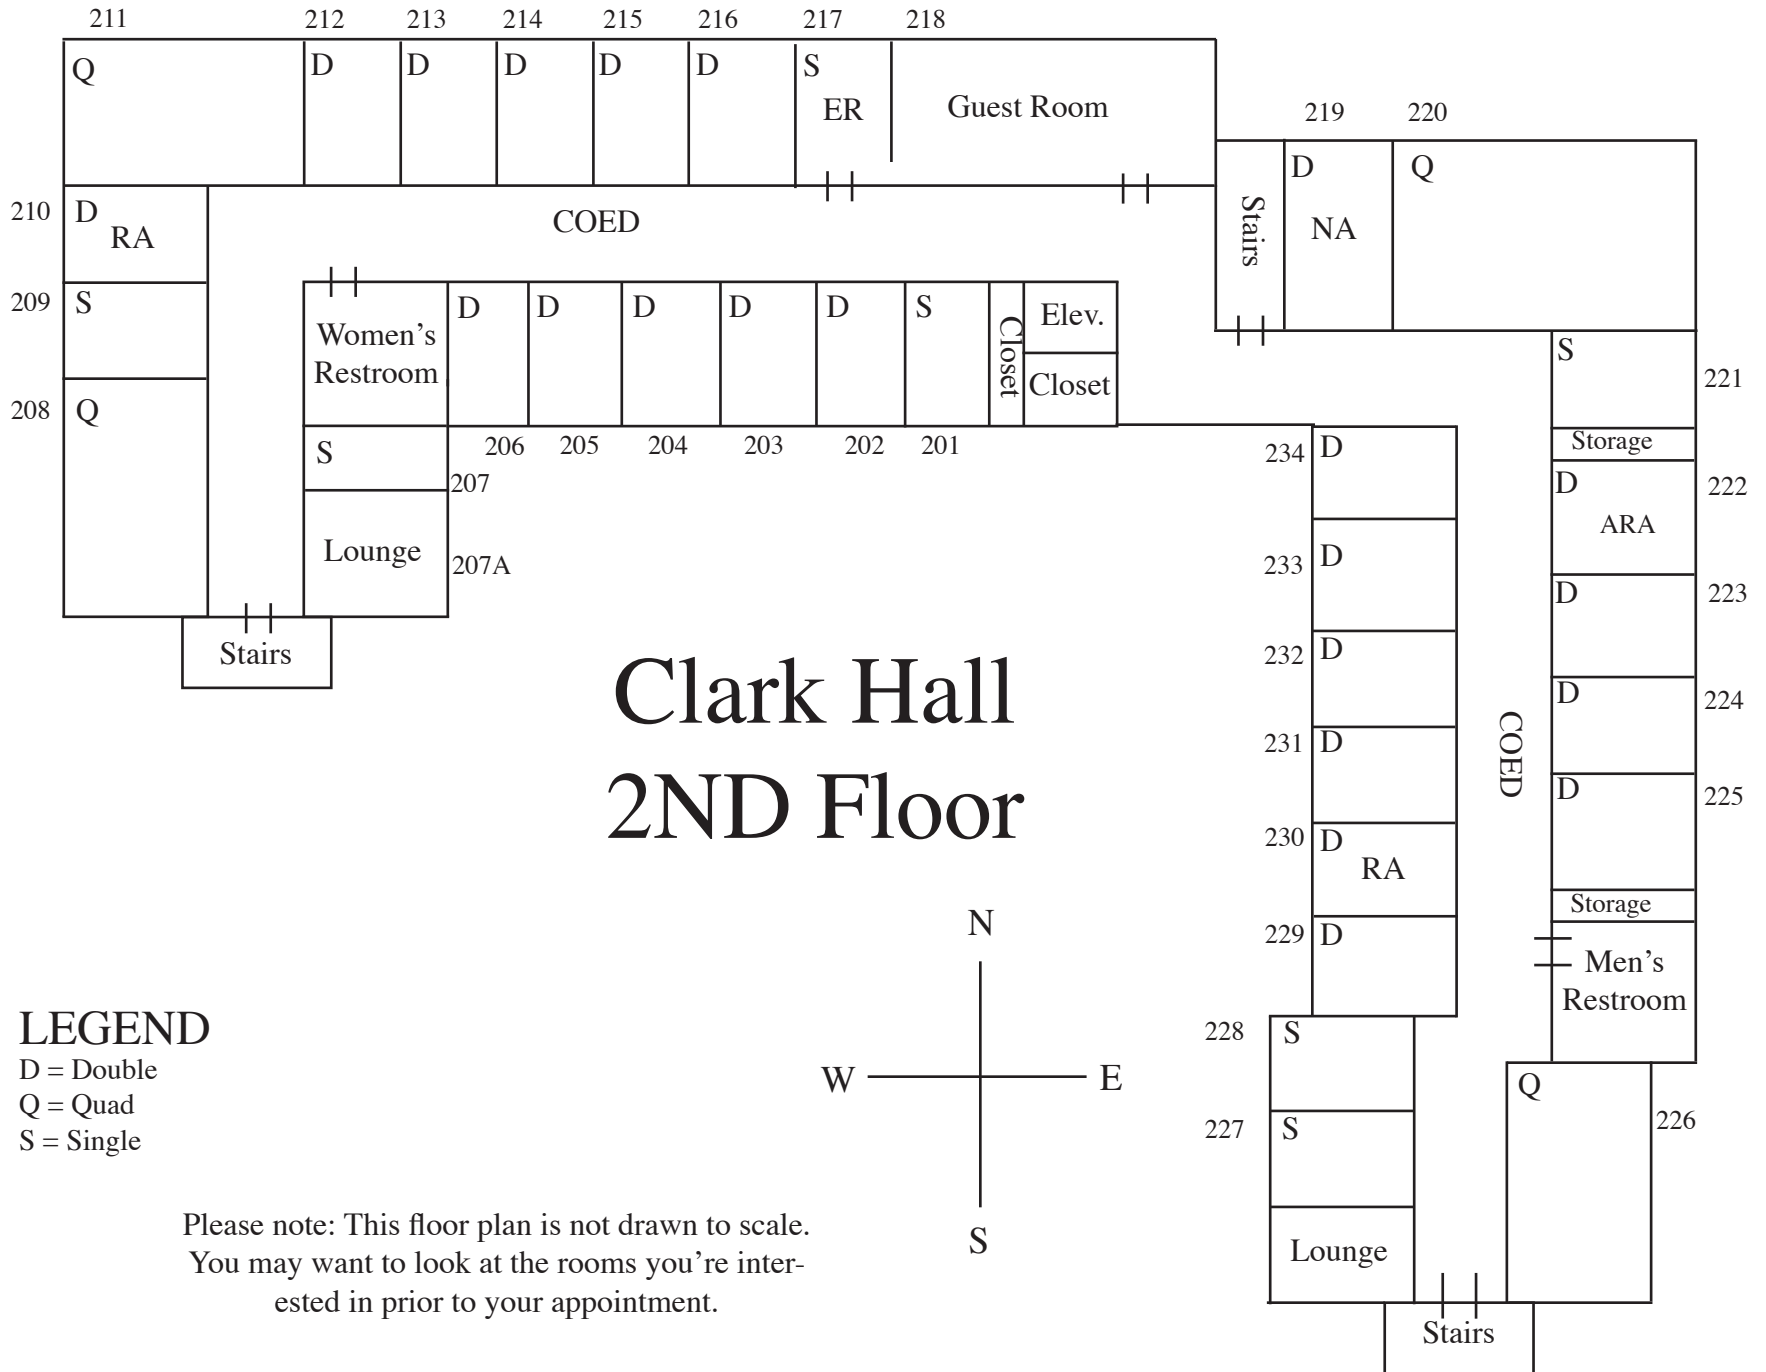 211 212 213 214 215 216 217 218
Q D D D D D S
ER Guest Room
219 220
D Q
Stairs
NA
210 D
RA
COED
209 S
Women's
Restroom
D D D D D S
Closet
Elev.
Closet
208 Q
S
221
Storage
206 205 204 203 202 201
S
207
Lounge
207A
Stairs
234 D
D 222
ARA
233 D
D 223
232 D
D 224
231 D
COED
D 225
230 D
RA
Storage
229 D
Men's
Restroom
228 S
Q
226
227 S
Lounge
Stairs
Clark Hall
2ND Floor
N
W E
S
LEGEND
D = Double
Q = Quad
S = Single
Please note: This floor plan is not drawn to scale.
You may want to look at the rooms you're inter-
ested in prior to your appointment.